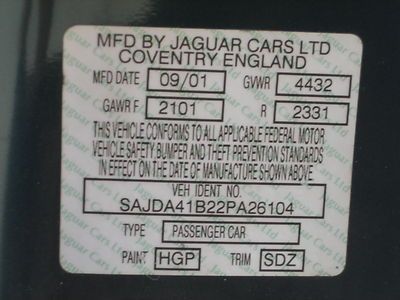 MFD BY JAGUAR CARS LTD
COVENTRY ENGLAND
MFD DATE 09/01 GVWR 4432
GAWR F 2101 R 2331
THIS VEHICLE CONFORMS TO ALL APPLICABLE FEDERAL MOTOR
VEHICLE SAFETY BUMPER AND THEFT PREVENTION STANDARDS
IN EFFECT ON THE DATE OF MANUFACTURE SHOWN ABOVE.
VEH IDENT NO.
SAJDA41B22PA26104
TYPE PASSENGER CAR
PAINT HGP TRIM SDZ